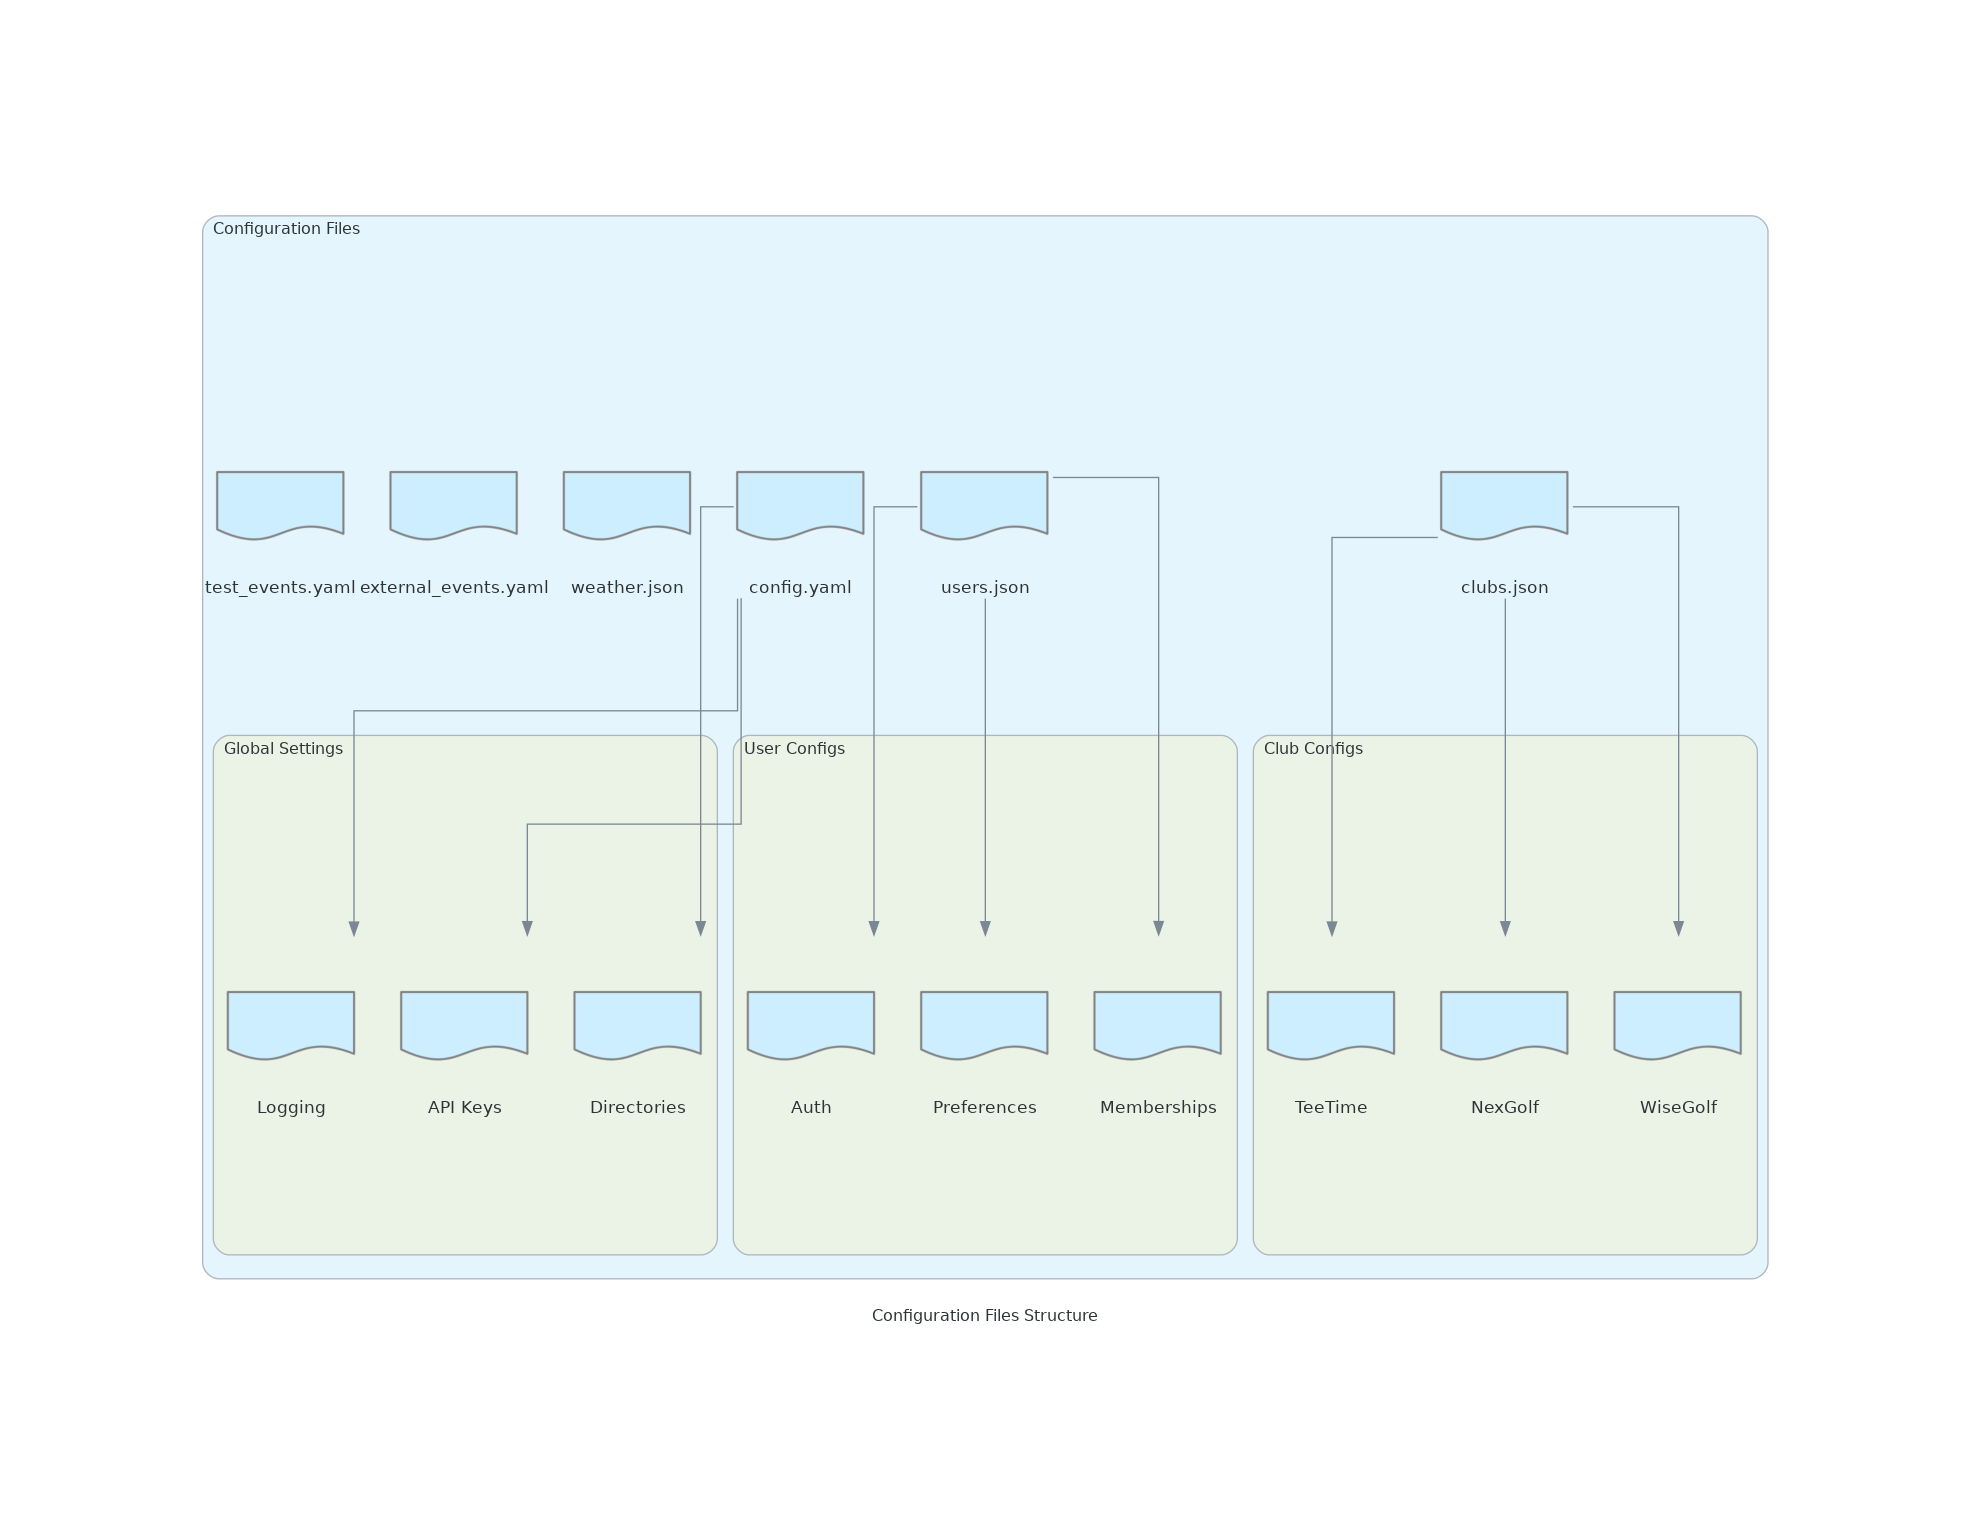 Configuration Files
test_events.yaml
external_events.yaml
weather.json
config.yaml
users.json
clubs.json
Global Settings
User Configs
Club Configs
Logging
API Keys
Directories
Auth
Preferences
Memberships
TeeTime
NexGolf
WiseGolf
Configuration Files Structure